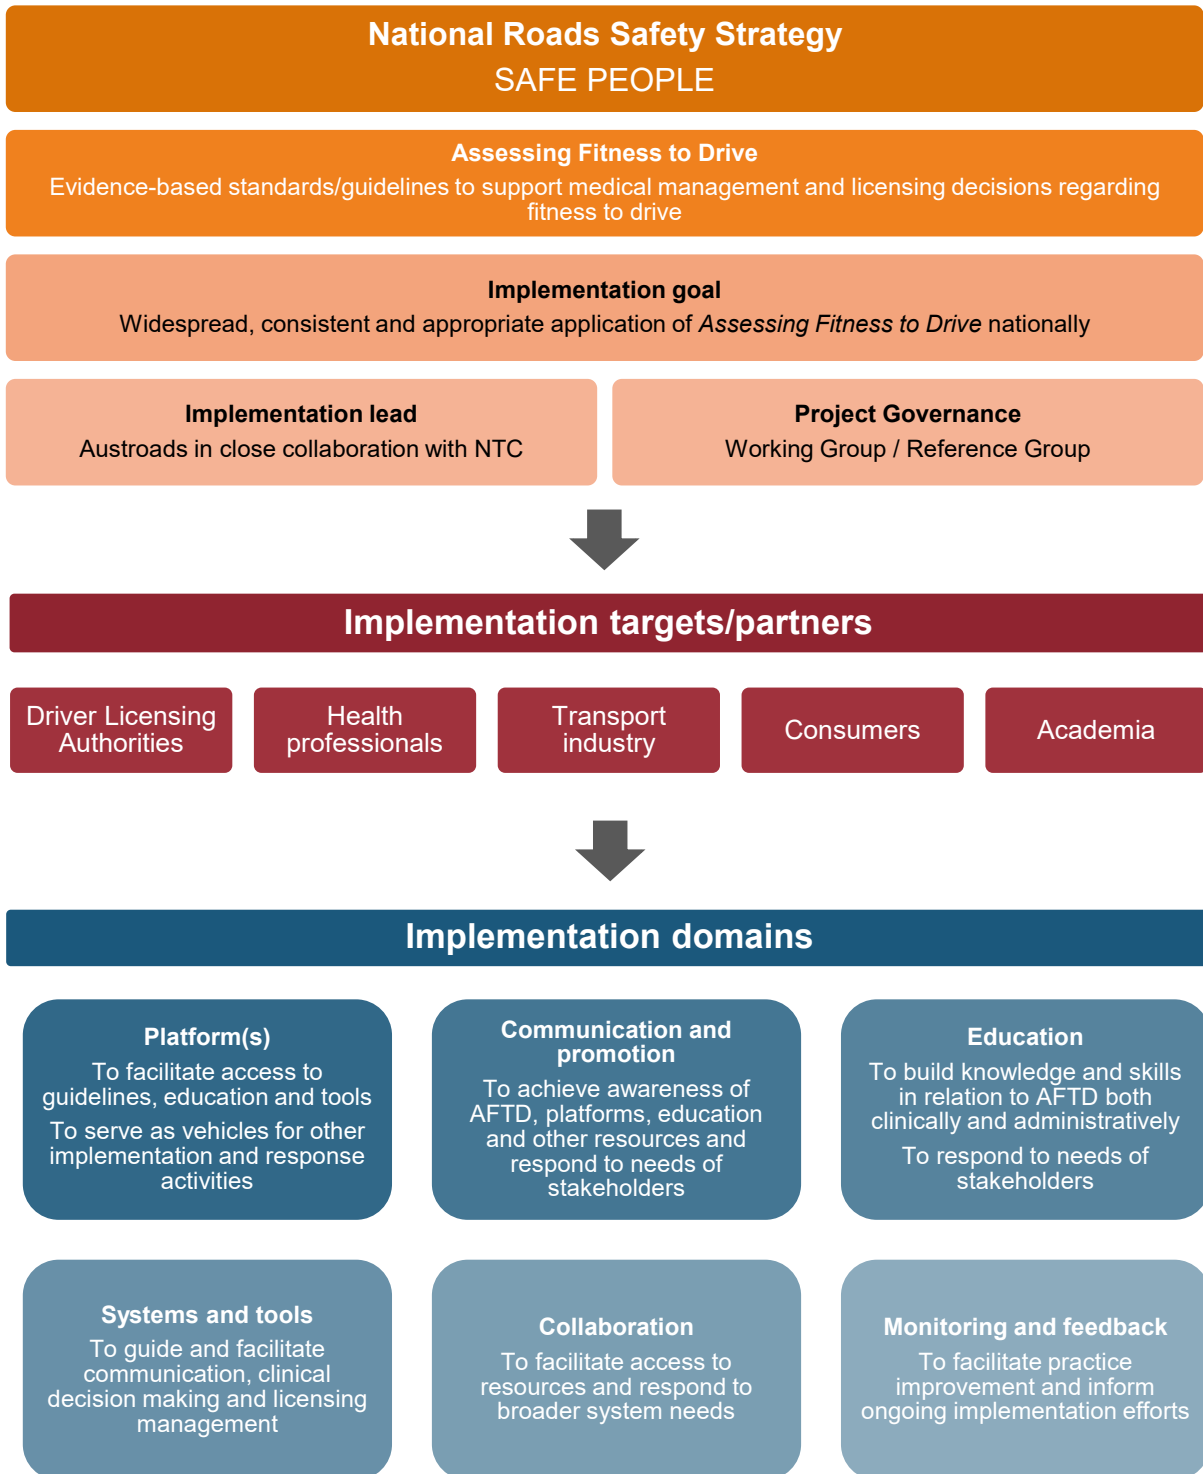 National Roads Safety Strategy
SAFE PEOPLE
Assessing Fitness to Drive
Evidence-based standards/guidelines to support medical management and licensing decisions regarding
fitness to drive
Implementation goal
Widespread, consistent and appropriate application of Assessing Fitness to Drive nationally
Implementation lead
Austroads in close collaboration with NTC
Project Governance
Working Group / Reference Group
Implementation targets/partners
Driver Licensing
Authorities
Health
professionals
Transport
industry
Consumers
Academia
Implementation domains
Platform(s)
To facilitate access to
guidelines, education and tools
To serve as vehicles for other
implementation and response
activities
Communication and
promotion
To achieve awareness of
AFTD, platforms, education
and other resources and
respond to needs of
stakeholders
Education
To build knowledge and skills
in relation to AFTD both
clinically and administratively
To respond to needs of
stakeholders
Systems and tools
To guide and facilitate
communication, clinical
decision making and licensing
management
Collaboration
To facilitate access to
resources and respond to
broader system needs
Monitoring and feedback
To facilitate practice
improvement and inform
ongoing implementation efforts